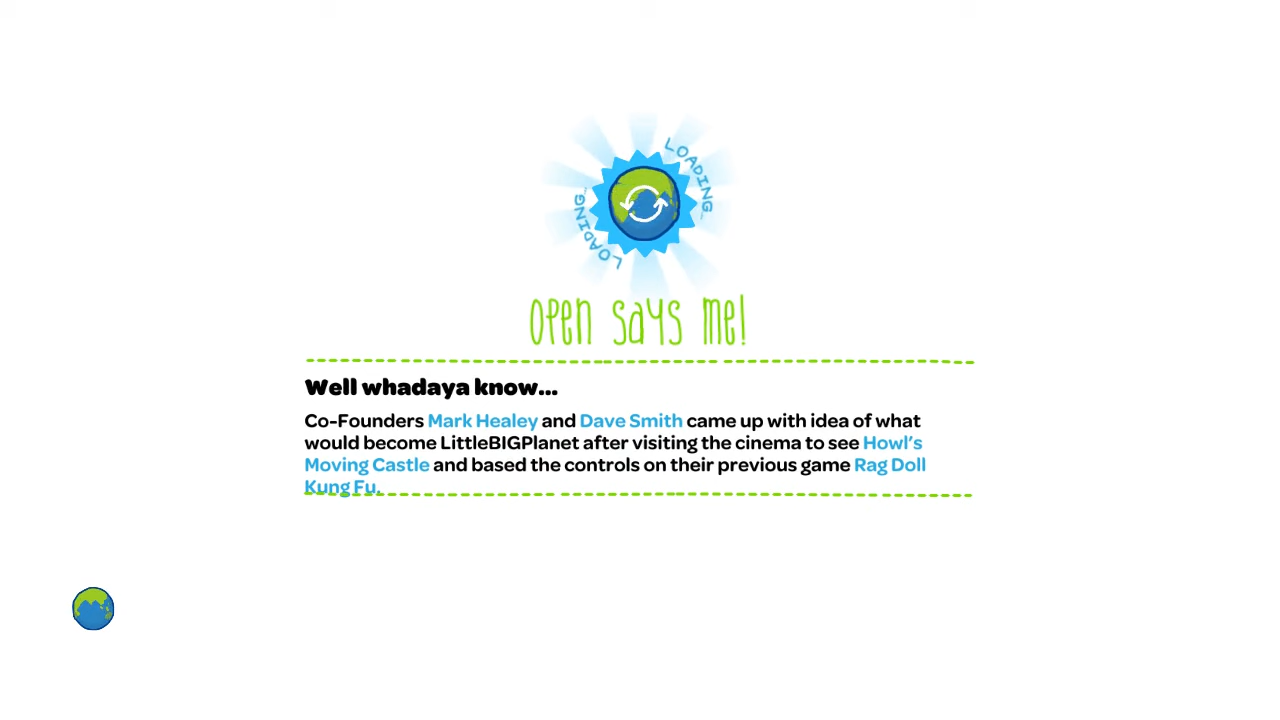 LOADING...
LOADING...
OPEN SAYS ME!
Well whadaya know...
Co-Founders Mark Healey and Dave Smith came up with idea of what
would become LittleBIGPlanet after visiting the cinema to see Howl's
Moving Castle and based the controls on their previous game Rag Doll
Kung Fu.